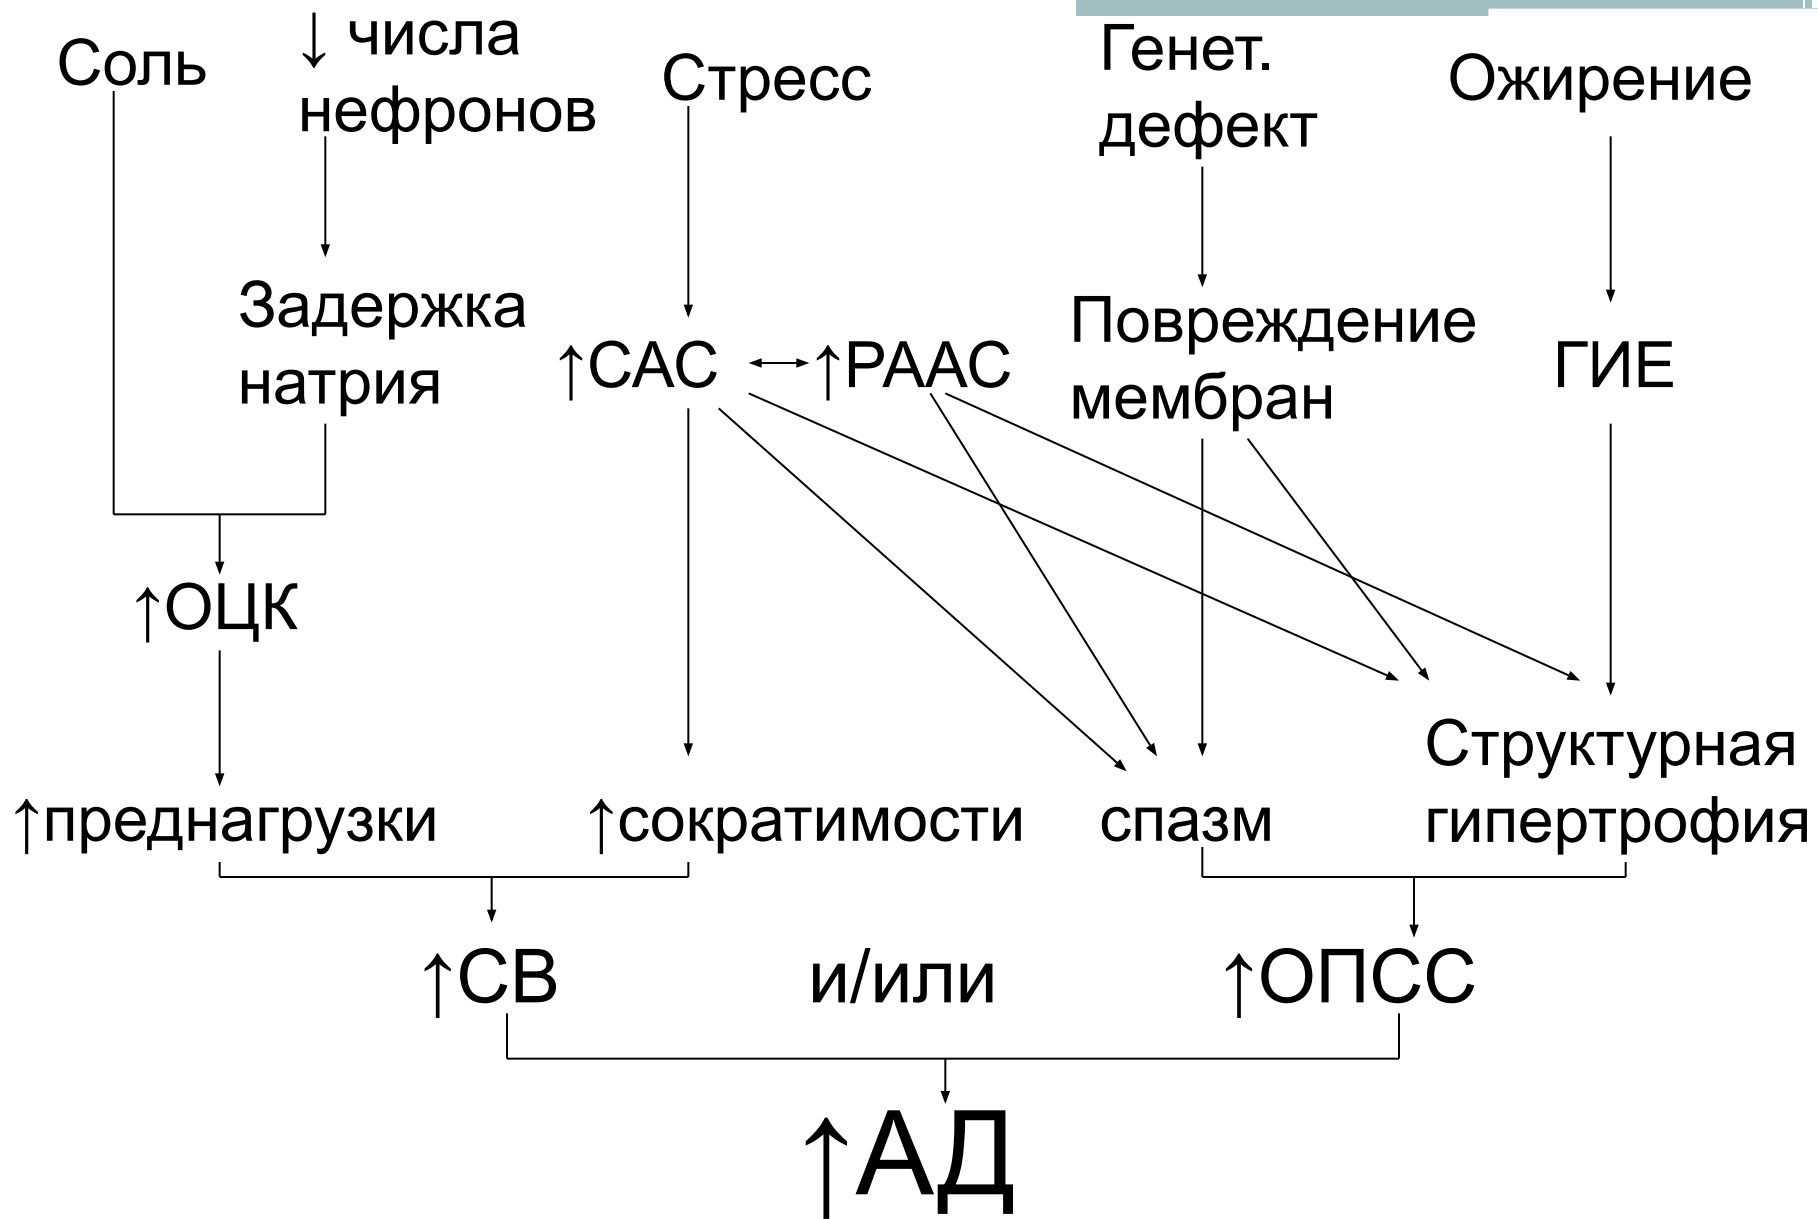 Соль
↓ числа
нефронов
Стресс
Генет.
дефект
Ожирение
Задержка
натрия
↑САС
↑РААС
Повреждение
мембран
ГИЕ
↑ОЦК
↑преднагрузки
↑сократимости
спазм
Структурная
гипертрофия
↑СВ
и/или
↑ОПСС
↑АД